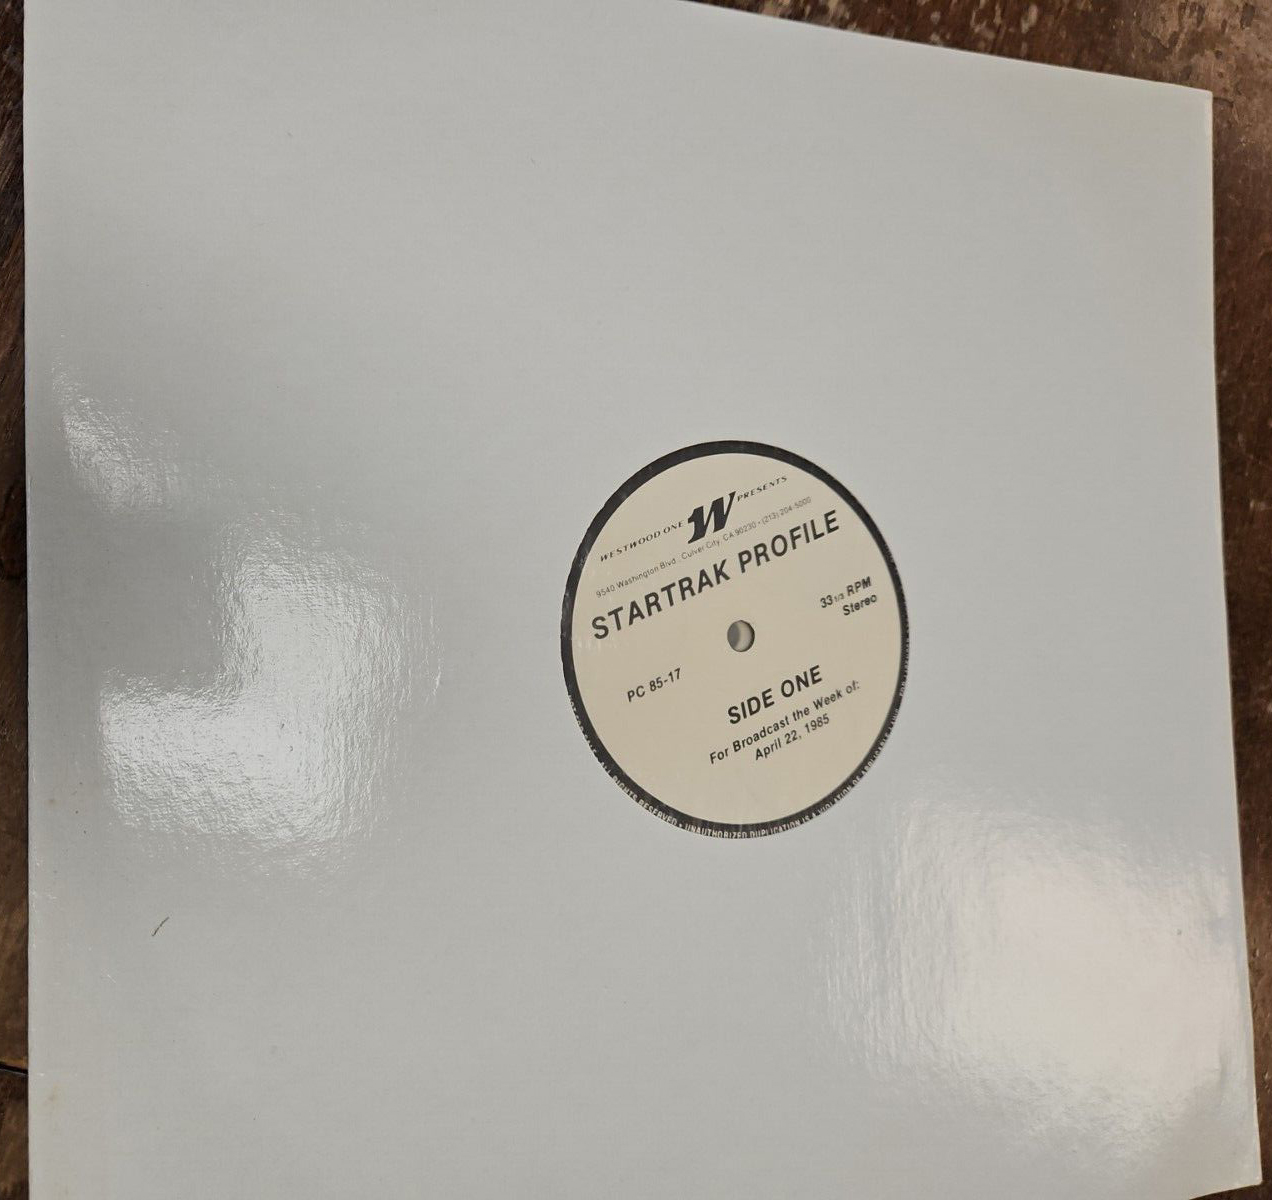 WESTWOOD ONE W PRESENTS
9540 Washington Blvd., Culver City, CA 90230 • (213) 204-5000
STARTRAK PROFILE
33 1/3 RPM
Stereo
PC 85-17
SIDE ONE
For Broadcast the Week of:
April 22, 1985
ALL RIGHTS RESERVED • UNAUTHORIZED DUPLICATION IS A VIOLATION OF APPLICABLE LAWS